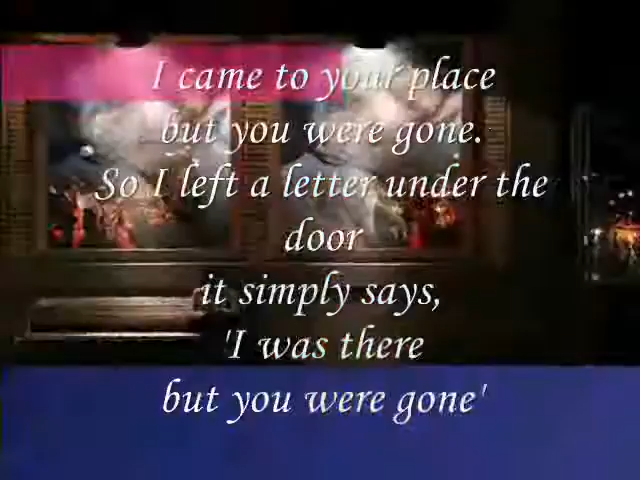 I came to your place
but you were gone.
So I left a letter under the
door
it simply says,
'I was there
but you were gone'